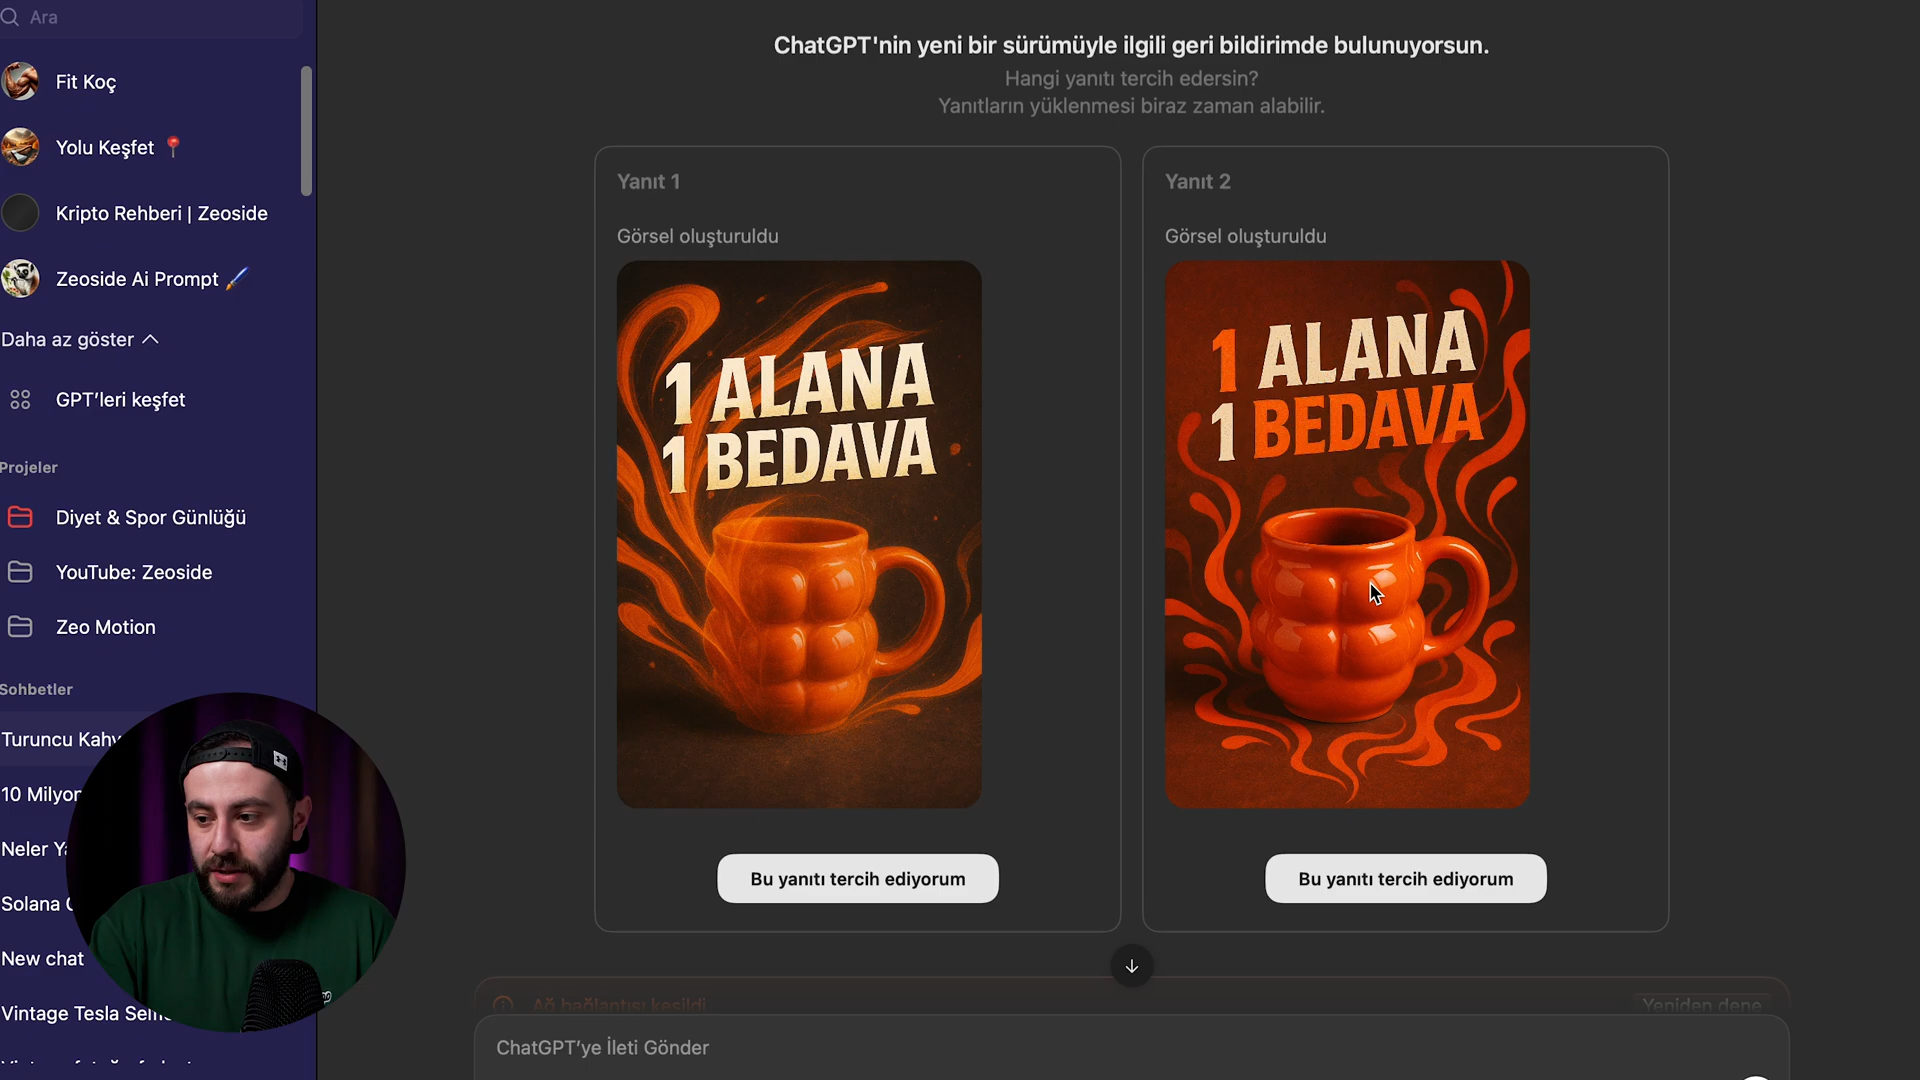 Ara
Fit Koç
Yolu Keşfet
Kripto Rehberi | Zeoside
Zeoside Ai Prompt
Daha az göster
GPT'leri keşfet
Projeler
Diyet & Spor Günlüğü
YouTube: Zeoside
Zeo Motion
Sohbetler
Turuncu
10
Neler
Solana
New chat
Vintage Tesla
ChatGPT'nin yeni bir sürümüyle ilgili geri bildirimde bulunuyorsun.
Hangi yanıtı tercih edersin?
Yanıtların yüklenmesi biraz zaman alabilir.
Yanıt 1
Görsel oluşturuldu
1 ALANA
1 BEDAVA
Bu yanıtı tercih ediyorum
Yanıt 2
Görsel oluşturuldu
1 ALANA
1 BEDAVA
Bu yanıtı tercih ediyorum
Ağ bağlantısı kesildi
Yeniden dene
ChatGPT'ye İleti Gönder